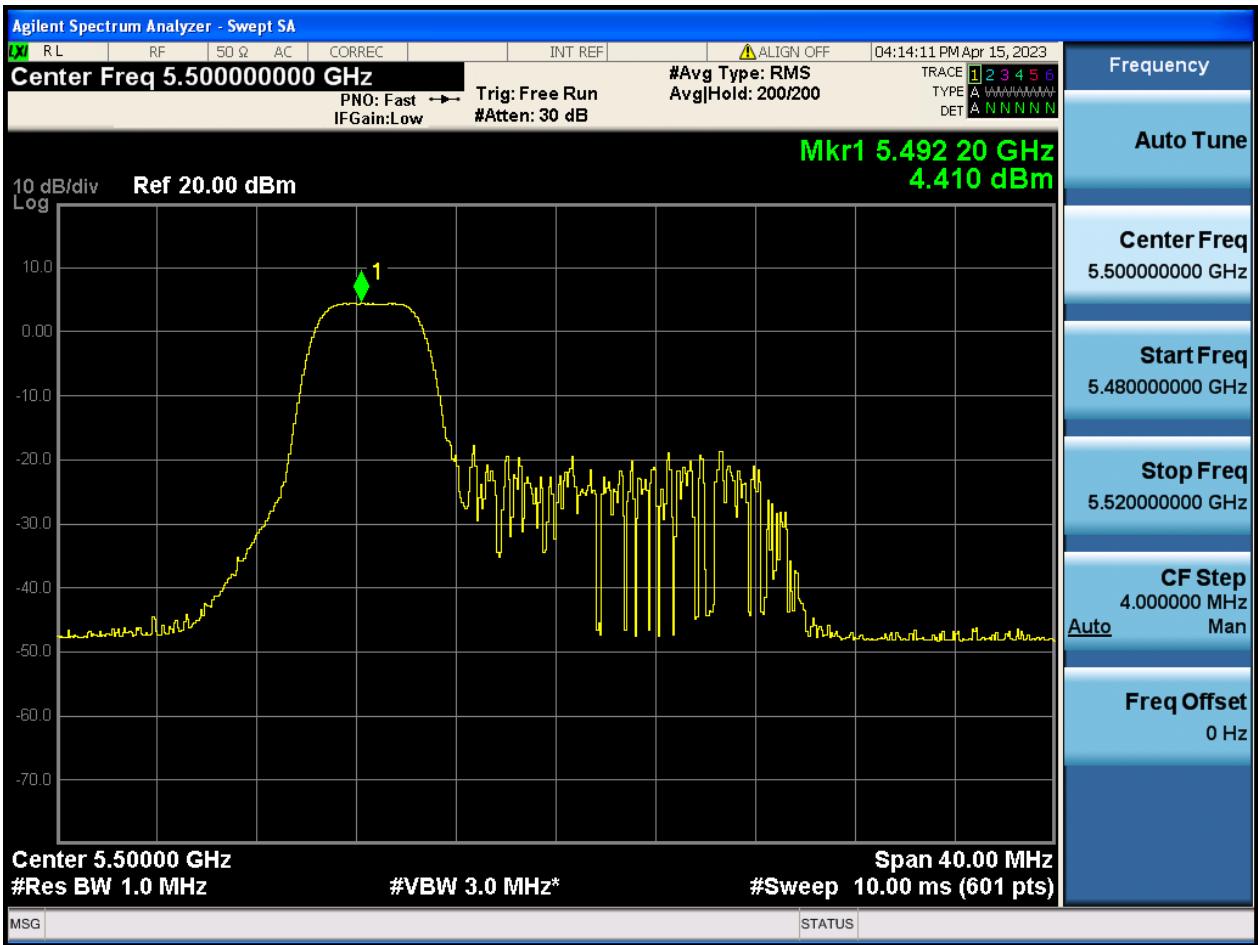 Agilent Spectrum Analyzer - Swept SA
LXI RL RF 50 Ω AC CORREC INT REF ALIGN OFF 04:14:11 PM Apr 15, 2023
Center Freq 5.500000000 GHz
PNO: Fast
IFGain:Low
Trig: Free Run
#Atten: 30 dB
#Avg Type: RMS
Avg|Hold: 200/200
TRACE 1 2 3 4 5 6
TYPE A WWWWW
DET A N N N N N
Mkr1 5.492 20 GHz
4.410 dBm
10 dB/div Ref 20.00 dBm
Log
1
10.0
0.00
-10.0
-20.0
-30.0
-40.0
-50.0
-60.0
-70.0
Center 5.50000 GHz Span 40.00 MHz
#Res BW 1.0 MHz #VBW 3.0 MHz* #Sweep 10.00 ms (601 pts)
MSG STATUS
Frequency
Auto Tune
Center Freq
5.500000000 GHz
Start Freq
5.480000000 GHz
Stop Freq
5.520000000 GHz
CF Step
4.000000 MHz
Auto Man
Freq Offset
0 Hz